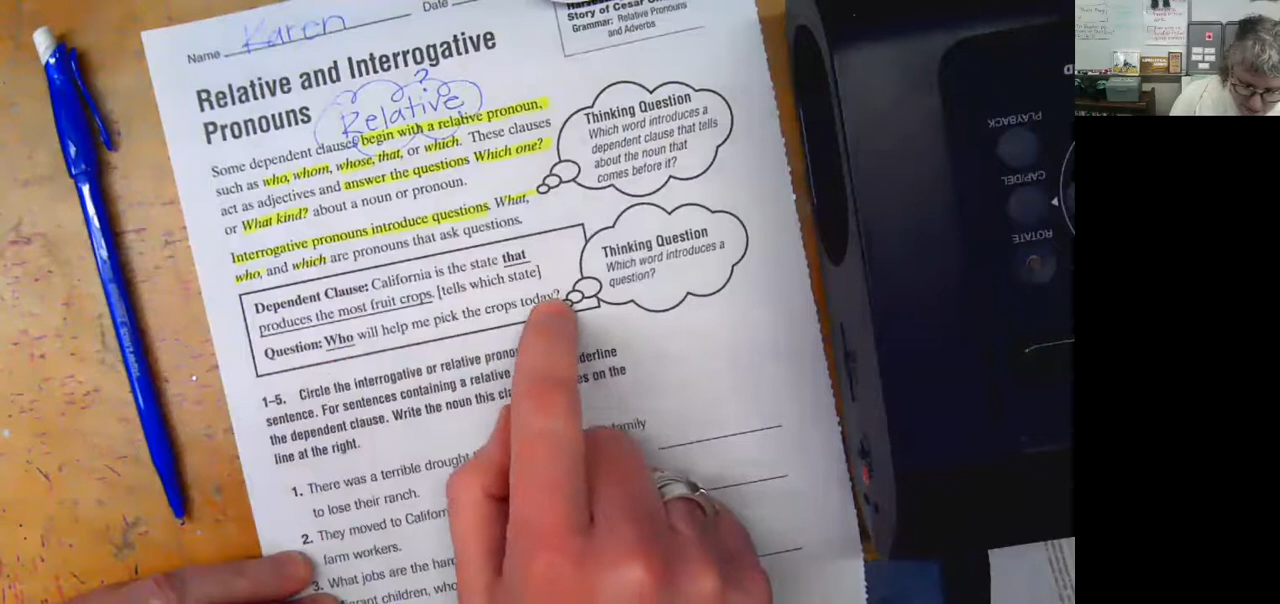 Name Karen
Date
Story of Cesar
Grammar: Relative Pronouns
and Adverbs
Relative and Interrogative
Pronouns
?
Relative
Some dependent clauses begin with a relative pronoun,
such as who, whom, whose, that, or which. These clauses
act as adjectives and answer the questions Which one?
or What kind? about a noun or pronoun.
Interrogative pronouns introduce questions. What,
who, and which are pronouns that ask questions.
Thinking Question
Which word introduces a
dependent clause that tells
about the noun that
comes before it?
Dependent Clause: California is the state that
produces the most fruit crops. [tells which state]
Question: Who will help me pick the crops today?
Thinking Question
Which word introduces a
question?
1–5. Circle the interrogative or relative
sentence. For sentences containing a relative
the dependent clause. Write the noun this
line at the right.
on the
1. There was a terrible drought
family
to lose their ranch.
2. They moved to
farm workers.
3. What jobs are the
children, who
PLAYBACK
CAP/DEL
ROTATE